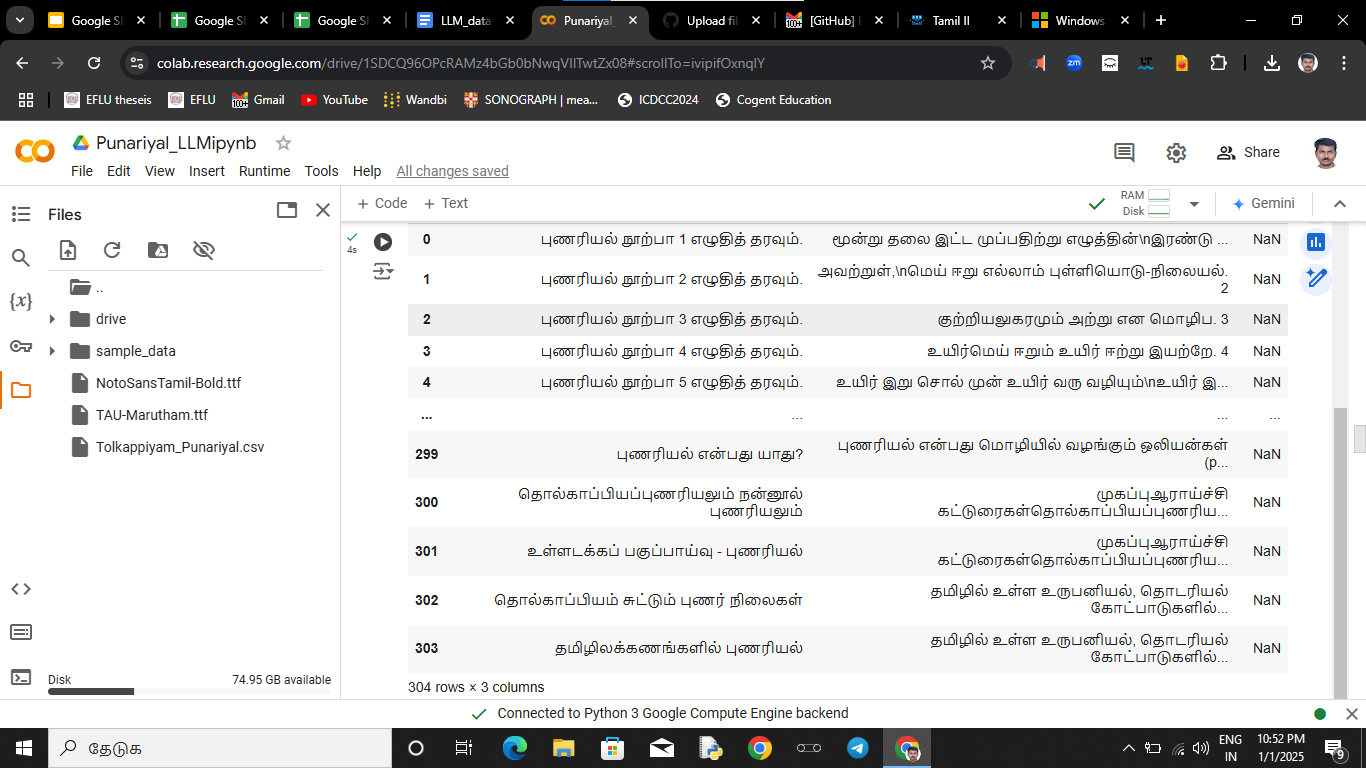 Google Sl
Google Sl
Google Sl
LLM_data
Punariyal
Upload fil
[GitHub]
Tamil II
Windows
colab.research.google.com/drive/1SDCQ96OPcRAMz4bGb0bNwqVIlTwtZx08#scrollTo=ivipifOxnqlY
EFLU theseis
EFLU
Gmail
YouTube
Wandbi
SONOGRAPH | mea...
ICDCC2024
Cogent Education
Punariyal_LLMipynb
File Edit View Insert Runtime Tools Help All changes saved
Share
Files
+ Code + Text
RAM
Disk
Gemini
..
drive
sample_data
NotoSansTamil-Bold.ttf
TAU-Marutham.ttf
Tolkappiyam_Punariyal.csv
Disk 74.95 GB available
4s
0 புணரியல் நூற்பா 1 எழுதித் தரவும். மூன்று தலை இட்ட முப்பதிற்று எழுத்தின்\nஇரண்டு ... NaN
1 புணரியல் நூற்பா 2 எழுதித் தரவும். அவற்றுள்,\nமெய் ஈறு எல்லாம் புள்ளியொடு-நிலையல். NaN
2
2 புணரியல் நூற்பா 3 எழுதித் தரவும். குற்றியலுகரமும் அற்று என மொழிப. 3 NaN
3 புணரியல் நூற்பா 4 எழுதித் தரவும். உயிர்மெய் ஈறும் உயிர் ஈற்று இயற்றே. 4 NaN
4 புணரியல் நூற்பா 5 எழுதித் தரவும். உயிர் இறு சொல் முன் உயிர் வரு வழியும்\nஉயிர் இ... NaN
... ... ... ...
299 புணரியல் என்பது யாது? புணரியல் என்பது மொழியில் வழங்கும் ஒலியன்கள் NaN
(p...
300 தொல்காப்பியப்புணரியலும் நன்னூல் முகப்புஆராய்ச்சி NaN
புணரியலும் கட்டுரைகள்தொல்காப்பியப்புணரிய...
301 உள்ளடக்கப் பகுப்பாய்வு - புணரியல் முகப்புஆராய்ச்சி NaN
கட்டுரைகள்தொல்காப்பியப்புணரிய...
302 தொல்காப்பியம் சுட்டும் புணர் நிலைகள் தமிழில் உள்ள உருபனியல், தொடரியல் NaN
கோட்பாடுகளில்...
303 தமிழிலக்கணங்களில் புணரியல் தமிழில் உள்ள உருபனியல், தொடரியல் NaN
கோட்பாடுகளில்...
304 rows × 3 columns
Connected to Python 3 Google Compute Engine backend
தேடுக
ENG
IN
10:52 PM
1/1/2025
9